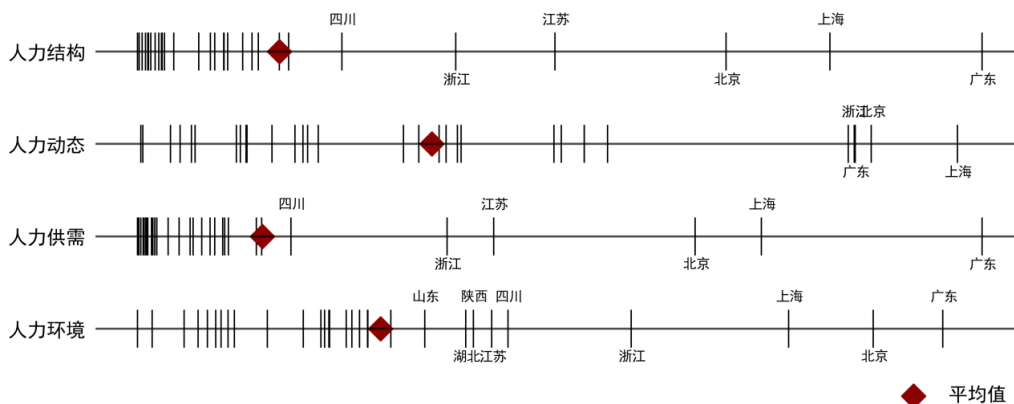 四川 江苏 上海
人力结构
浙江 北京 广东
浙江 北京
人力动态
广东 上海
四川 江苏 上海
人力供需
浙江 北京 广东
山东 陕西 四川 上海 广东
人力环境
湖北 江苏 浙江 北京
平均值